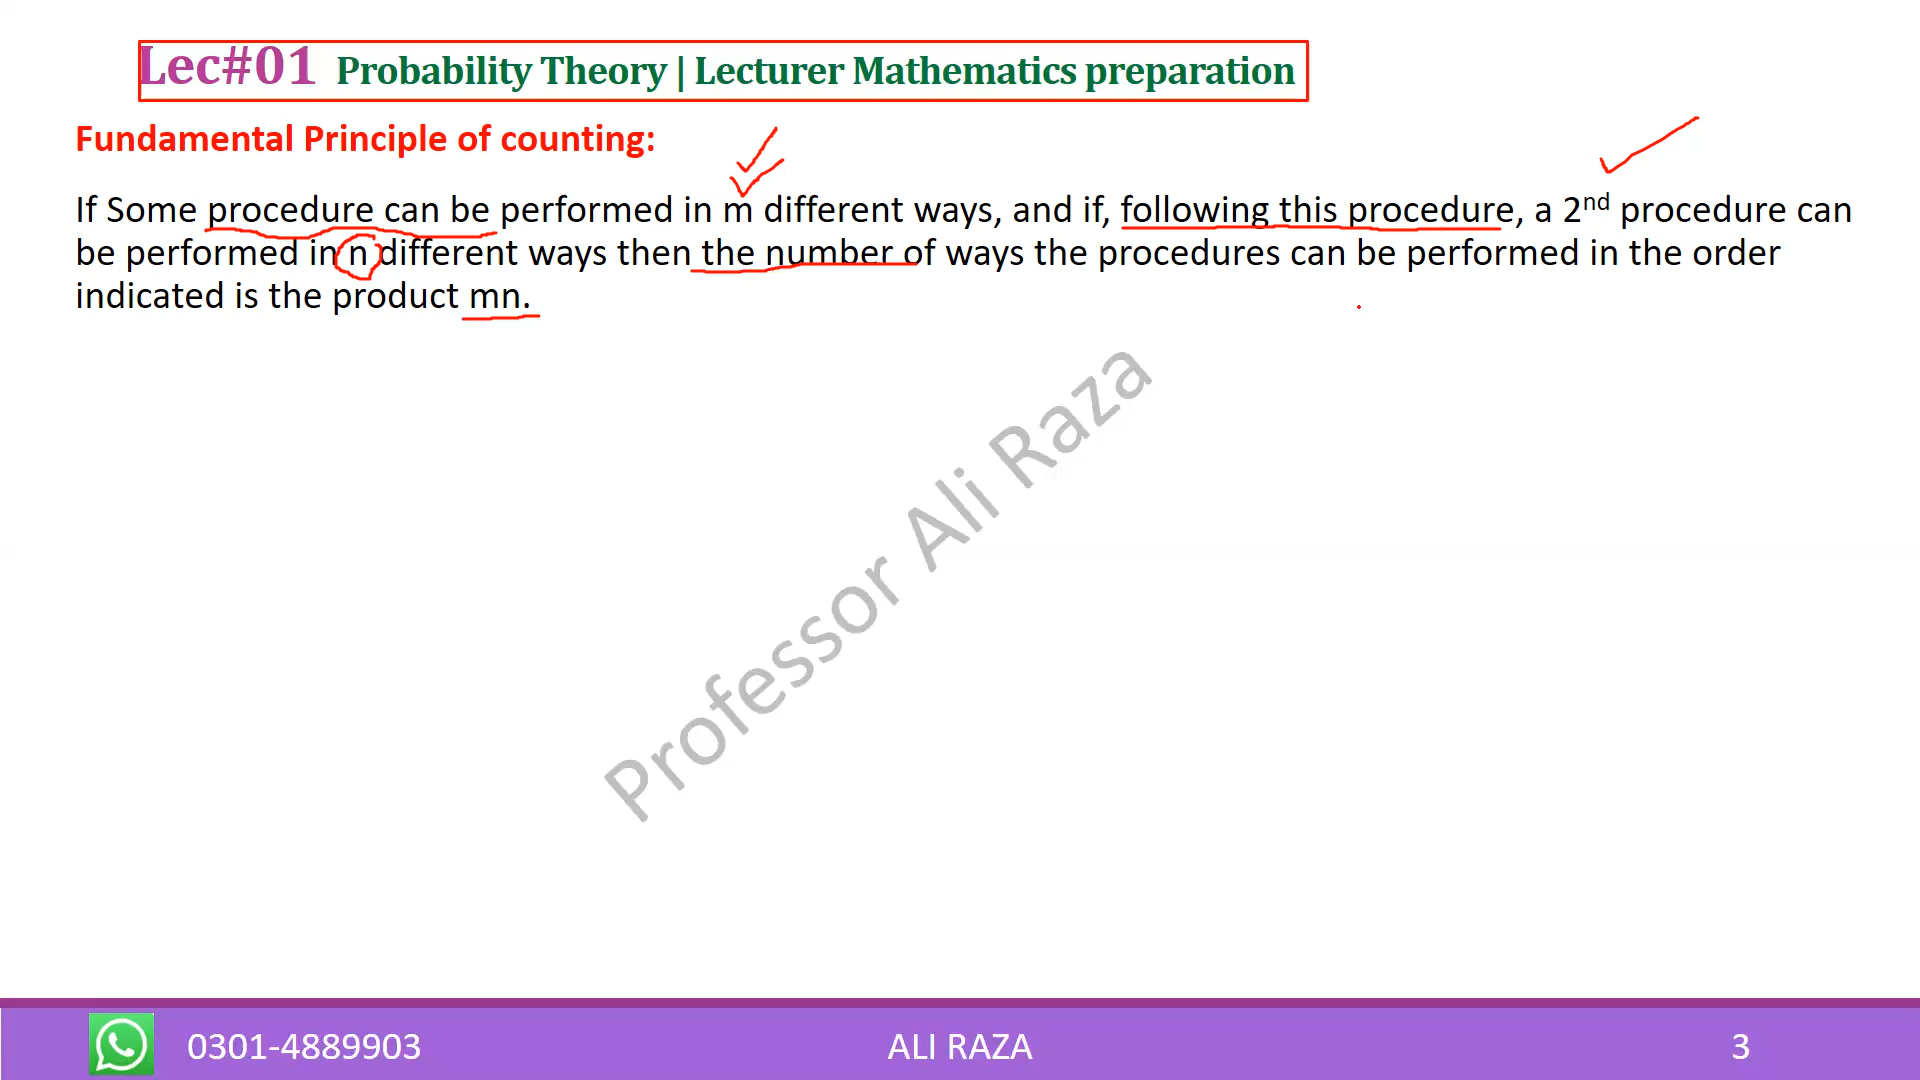 Lec#01 Probability Theory | Lecturer Mathematics preparation
Fundamental Principle of counting:
If Some procedure can be performed in m different ways, and if, following this procedure, a 2nd procedure can
be performed in n different ways then the number of ways the procedures can be performed in the order
indicated is the product mn.
Professor Ali Raza
0301-4889903 ALI RAZA 3